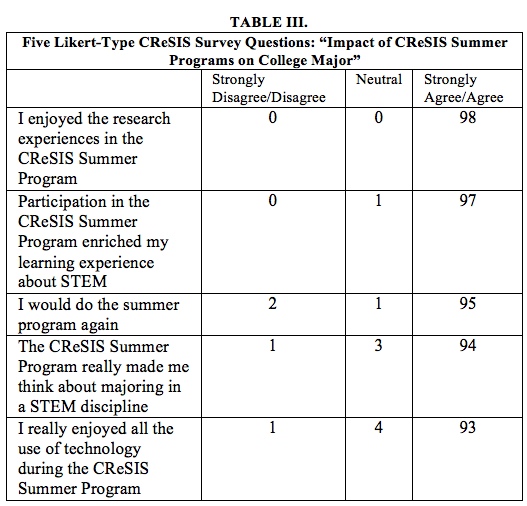 TABLE III.
Five Likert-Type CReSIS Survey Questions: “Impact of CReSIS Summer
Programs on College Major”
Strongly
Disagree/Disagree
Neutral
Strongly
Agree/Agree
I enjoyed the research
experiences in the
CReSIS Summer
Program
0
0
98
Participation in the
CReSIS Summer
Program enriched my
learning experience
about STEM
0
1
97
I would do the summer
program again
2
1
95
The CReSIS Summer
Program really made me
think about majoring in
a STEM discipline
1
3
94
I really enjoyed all the
use of technology
during the CReSIS
Summer Program
1
4
93